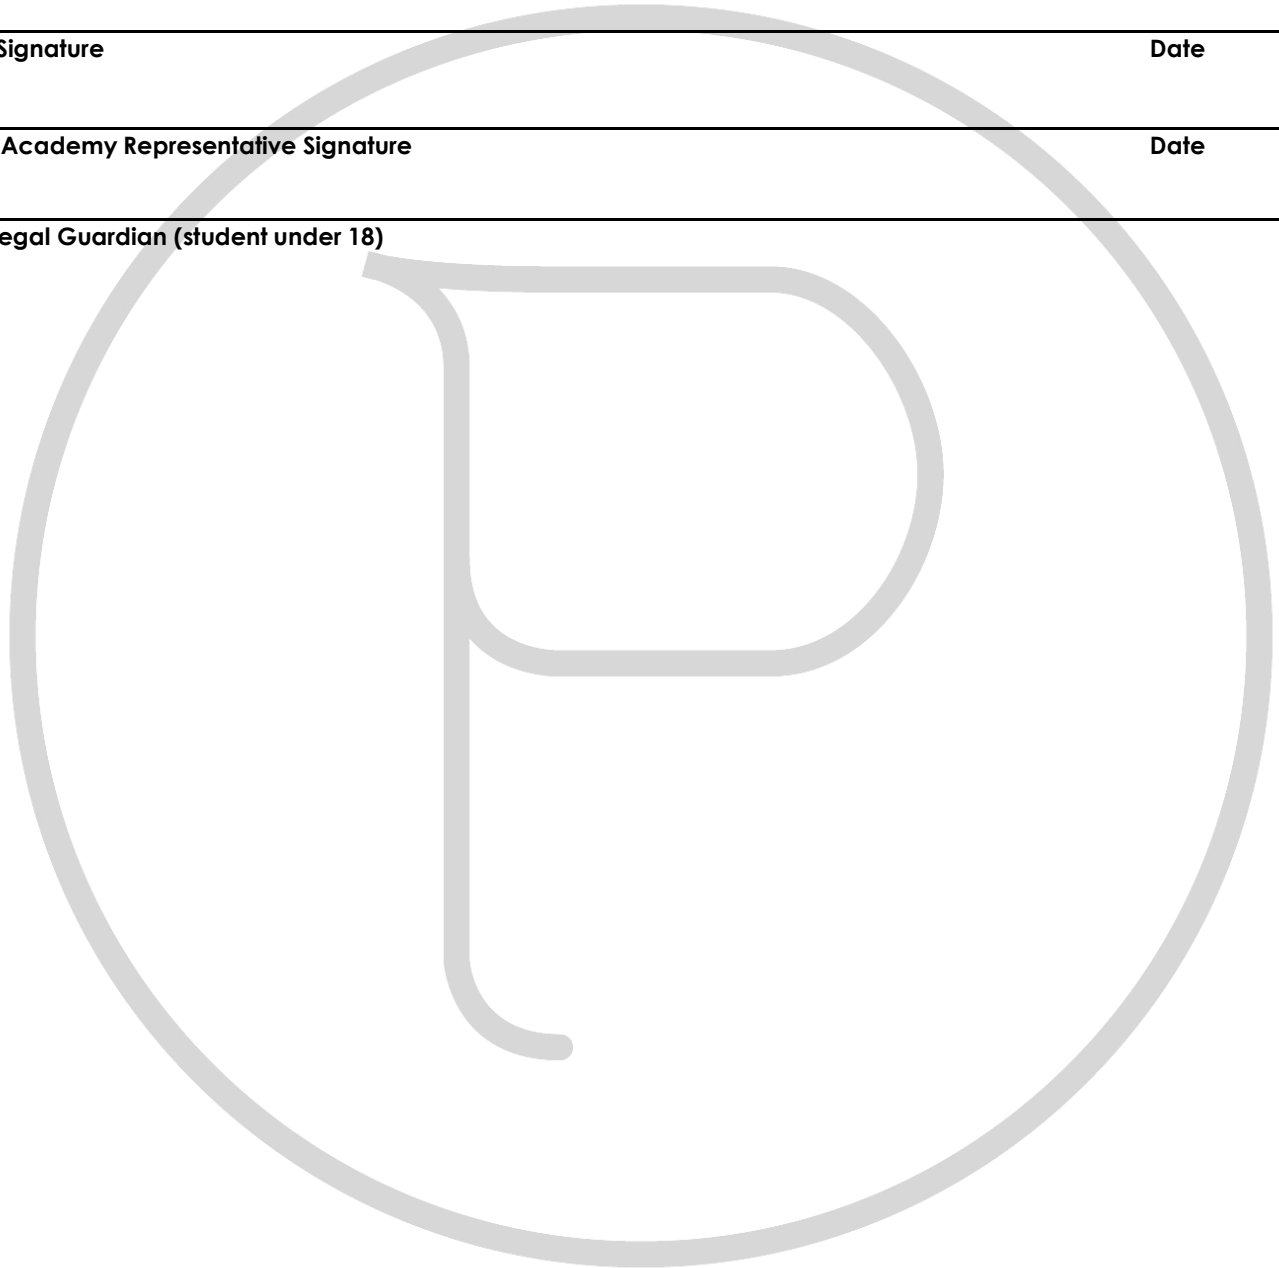 Signature Date
Academy Representative Signature Date
egal Guardian (student under 18)
P